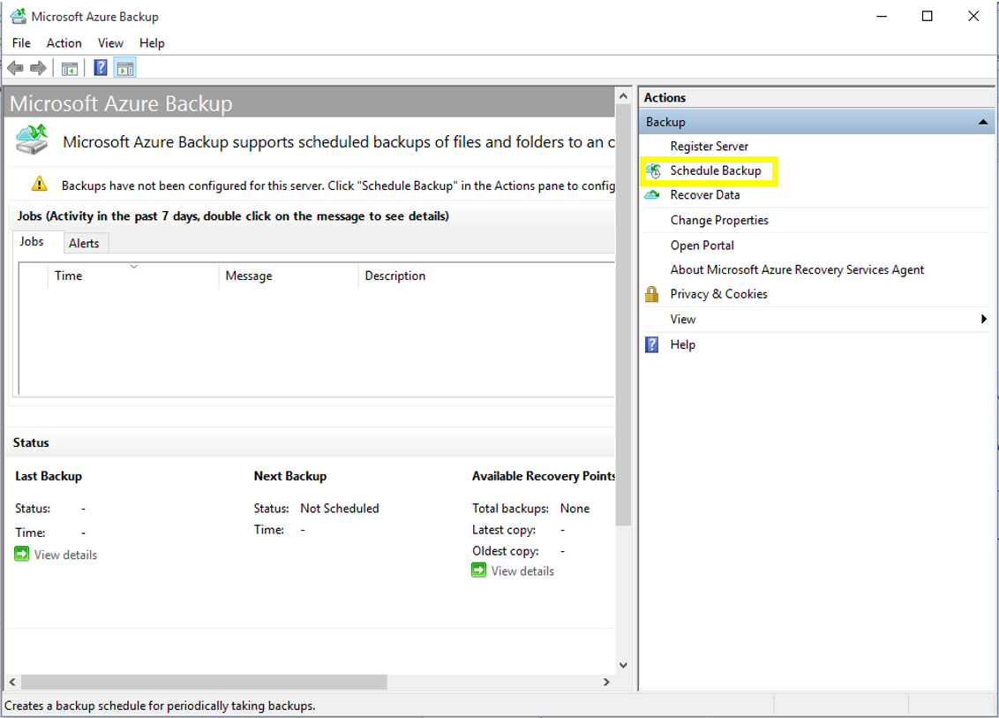 Microsoft Azure Backup
File Action View Help
Microsoft Azure Backup
Microsoft Azure Backup supports scheduled backups of files and folders to an o
Backups have not been configured for this server. Click "Schedule Backup" in the Actions pane to config
Jobs (Activity in the past 7 days, double click on the message to see details)
Jobs Alerts
Time Message Description
Status
Last Backup Next Backup Available Recovery Points
Status: - Status: Not Scheduled Total backups: None
Time: - Time: - Latest copy: -
Oldest copy: -
View details View details
Actions
Backup
Register Server
Schedule Backup
Recover Data
Change Properties
Open Portal
About Microsoft Azure Recovery Services Agent
Privacy & Cookies
View
Help
Creates a backup schedule for periodically taking backups.